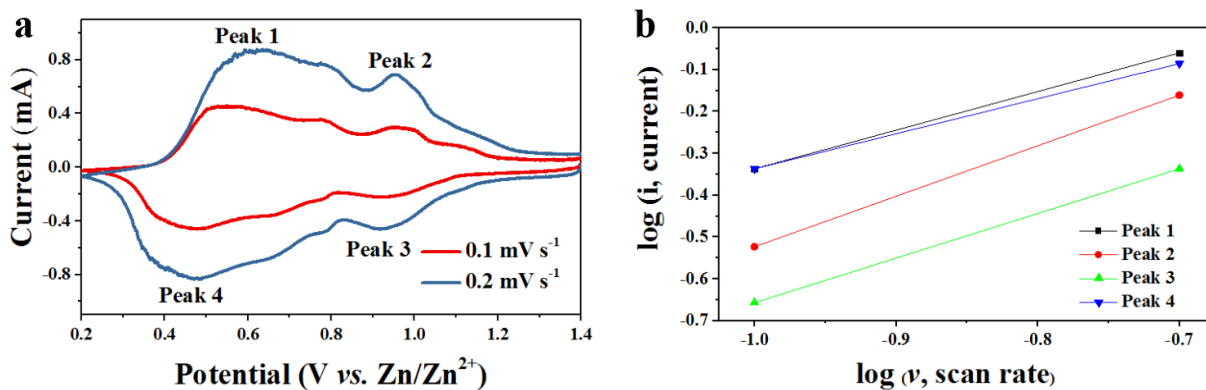 a
Peak 1
Peak 2
Peak 3
Peak 4
0.1 mV s⁻¹
0.2 mV s⁻¹
0.8
0.4
0.0
-0.4
-0.8
Current (mA)
0.2 0.4 0.6 0.8 1.0 1.2 1.4
Potential (V vs. Zn/Zn²⁺)
b
0.0
-0.1
-0.2
-0.3
-0.4
-0.5
-0.6
-0.7
log (i, current)
Peak 1
Peak 2
Peak 3
Peak 4
-1.0 -0.9 -0.8 -0.7
log (v, scan rate)